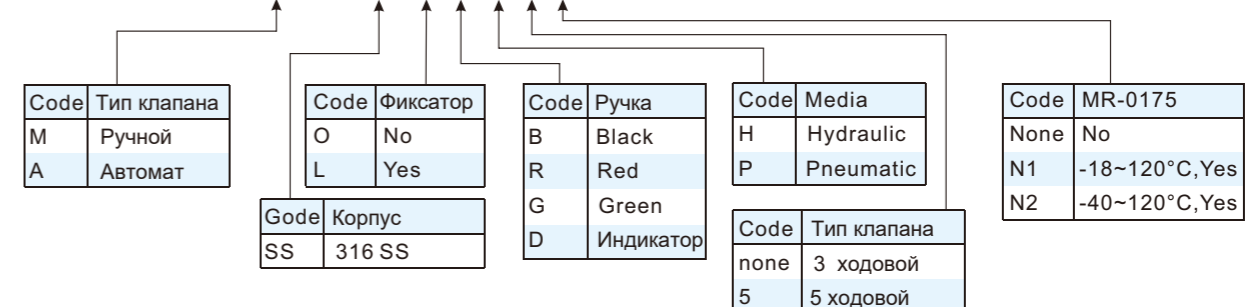 Code Тип клапана
M Ручной
A Автомат
Gode Корпус
SS 316 SS
Code Фиксатор
O No
L Yes
Code Ручка
B Black
R Red
G Green
D Индикатор
Code Media
H Hydraulic
P Pneumatic
Code Тип клапана
none 3 ходовой
5 5 ходовой
Code MR-0175
None No
N1 -18~120°C,Yes
N2 -40~120°C,Yes